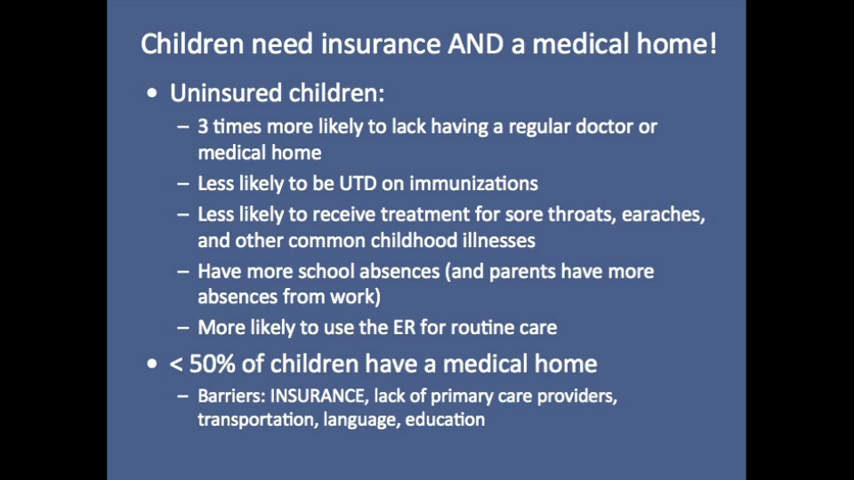 Children need insurance AND a medical home!
• Uninsured children:
– 3 times more likely to lack having a regular doctor or
medical home
– Less likely to be UTD on immunizations
– Less likely to receive treatment for sore throats, earaches,
and other common childhood illnesses
– Have more school absences (and parents have more
absences from work)
– More likely to use the ER for routine care
• < 50% of children have a medical home
– Barriers: INSURANCE, lack of primary care providers,
transportation, language, education